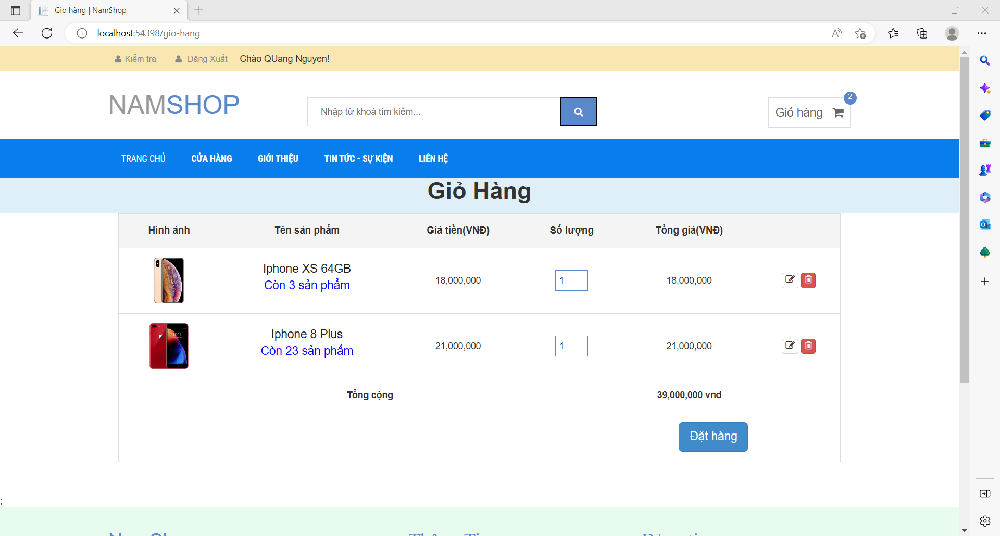 Giỏ hàng | NamShop
localhost:54398/gio-hang
Kiểm tra Đăng Xuất Chào QUang Nguyen!
NAMSHOP
Nhập từ khoá tìm kiếm...
Giỏ hàng
2
TRANG CHỦ CỬA HÀNG GIỚI THIỆU TIN TỨC - SỰ KIỆN LIÊN HỆ
Giỏ Hàng
Hình ảnh Tên sản phẩm Giá tiền(VNĐ) Số lượng Tổng giá(VNĐ)
Iphone XS 64GB
Còn 3 sản phẩm
18,000,000 1 18,000,000
Iphone 8 Plus
Còn 23 sản phẩm
21,000,000 1 21,000,000
Tổng cộng 39,000,000 vnđ
Đặt hàng
;